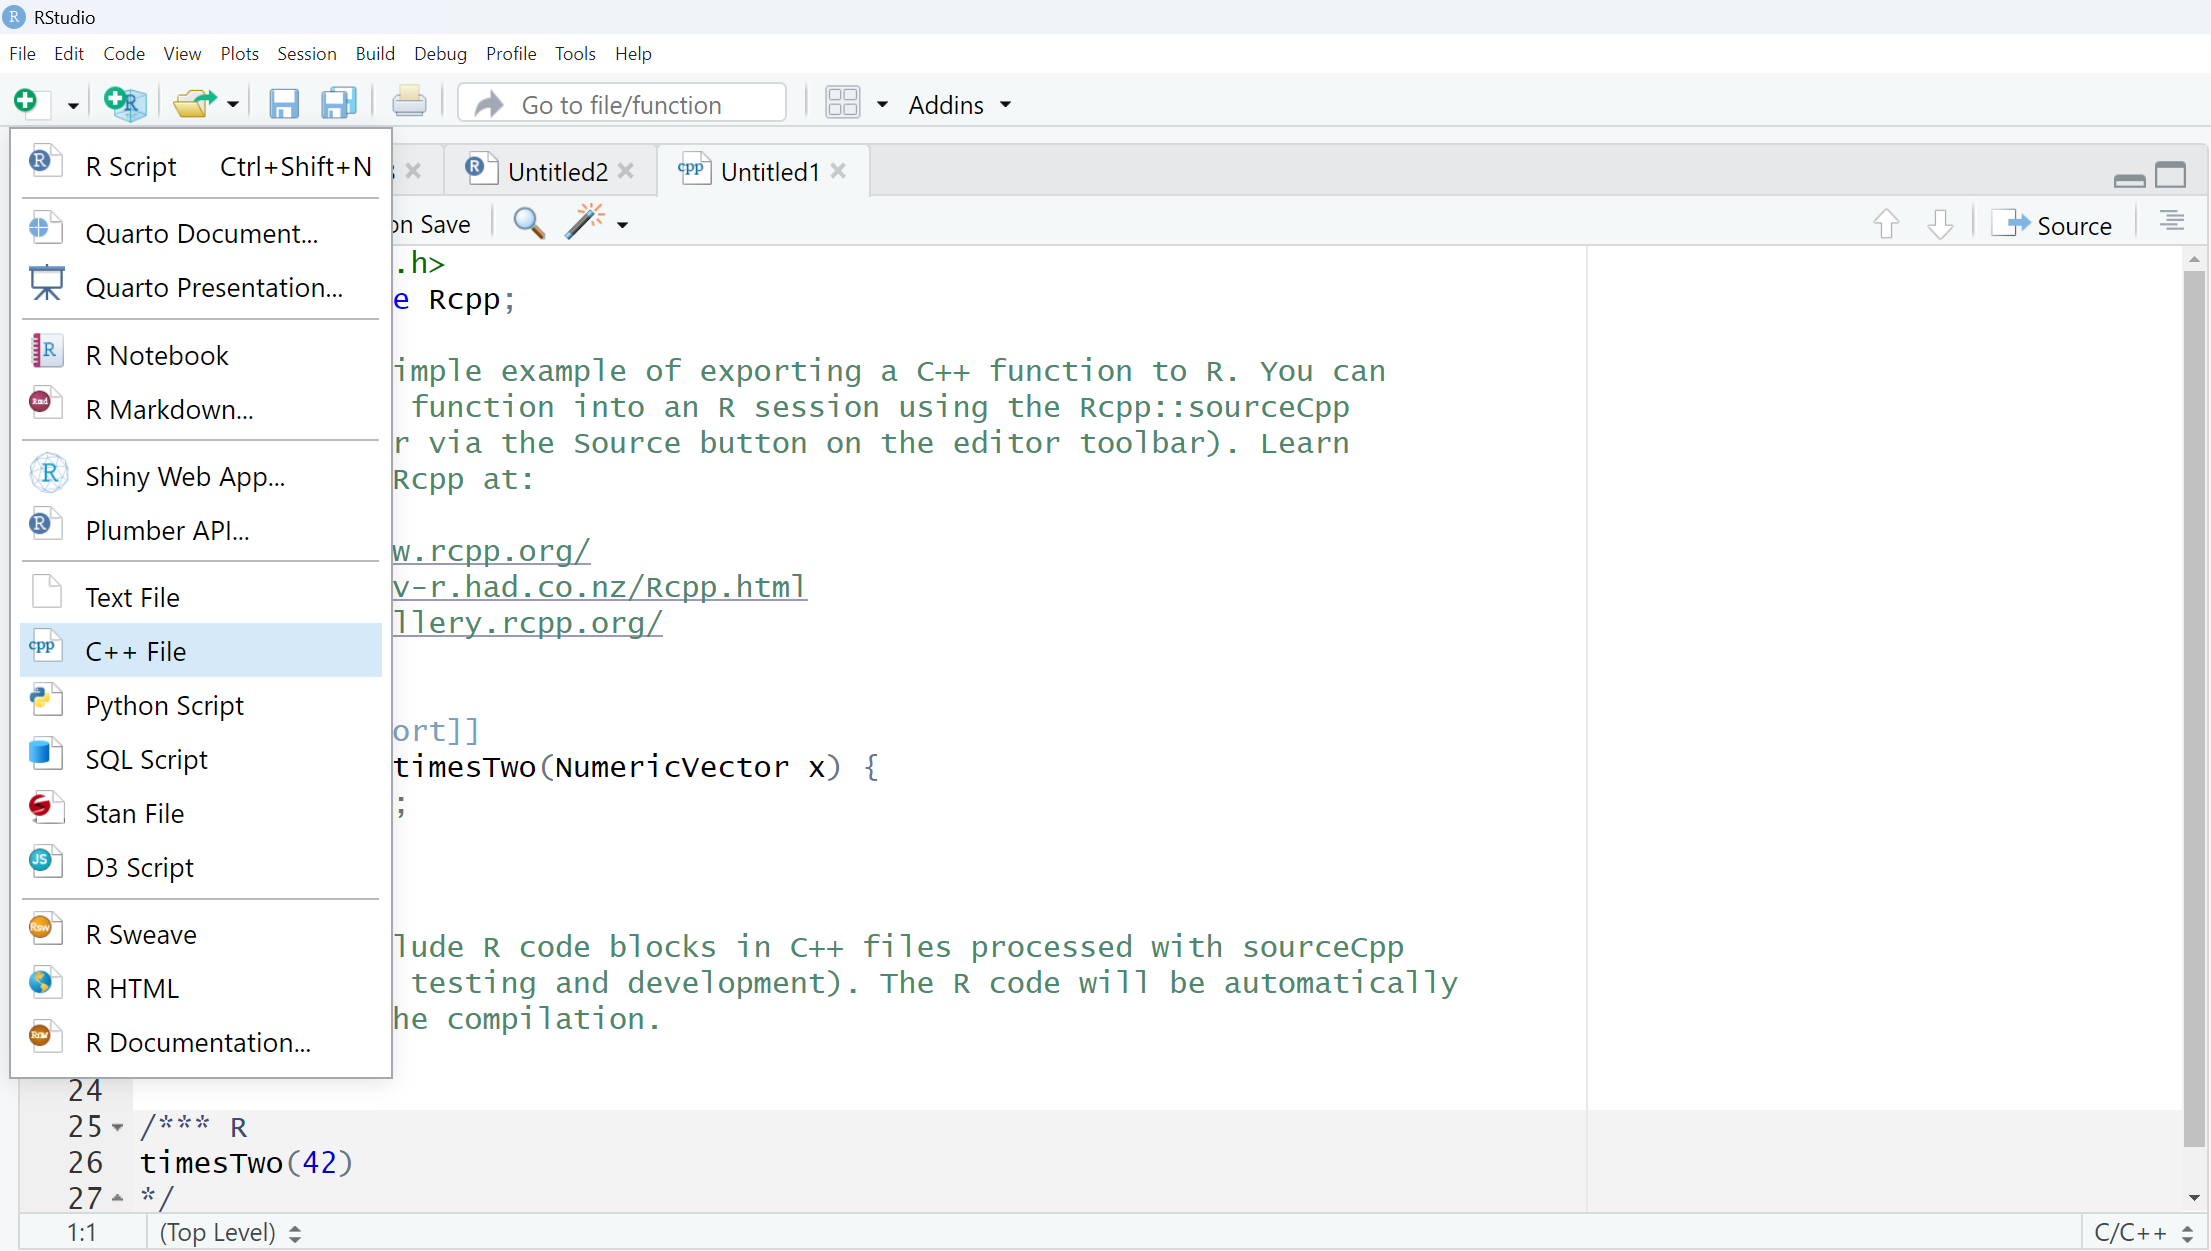 RStudio
File Edit Code View Plots Session Build Debug Profile Tools Help
Go to file/function Addins
R Script Ctrl+Shift+N
Quarto Document...
Quarto Presentation...
R Notebook
R Markdown...
Shiny Web App...
Plumber API...
Text File
C++ File
Python Script
SQL Script
Stan File
D3 Script
R Sweave
R HTML
R Documentation...
Untitled2 Untitled1
on Save Source
.h>
e Rcpp;
imple example of exporting a C++ function to R. You can
function into an R session using the Rcpp::sourceCpp
r via the Source button on the editor toolbar). Learn
Rcpp at:
w.rcpp.org/
v-r.had.co.nz/Rcpp.html
llery.rcpp.org/
ort]]
timesTwo(NumericVector x) {
;
lude R code blocks in C++ files processed with sourceCpp
testing and development). The R code will be automatically
he compilation.
24
25 /*** R
26 timesTwo(42)
27 */
1:1 (Top Level) C/C++